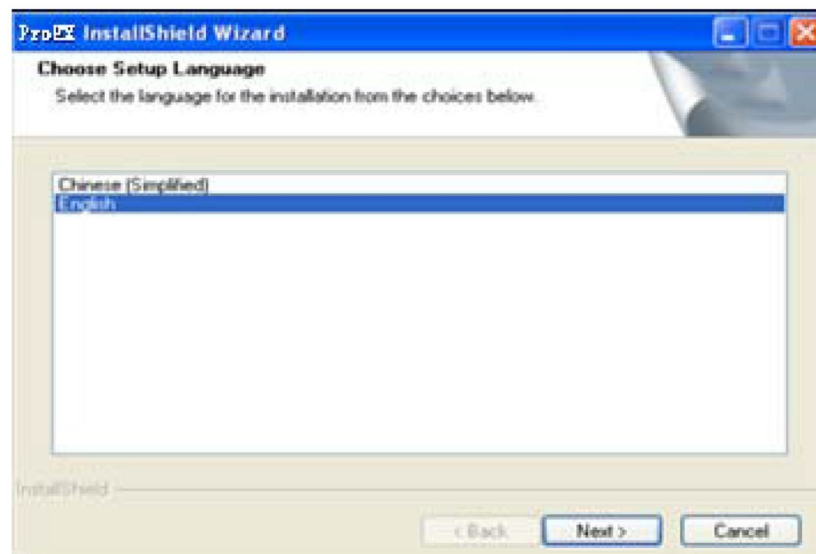 ProFX InstallShield Wizard
Choose Setup Language
Select the language for the installation from the choices below.
Chinese (Simplified)
English
InstallShield
< Back
Next >
Cancel